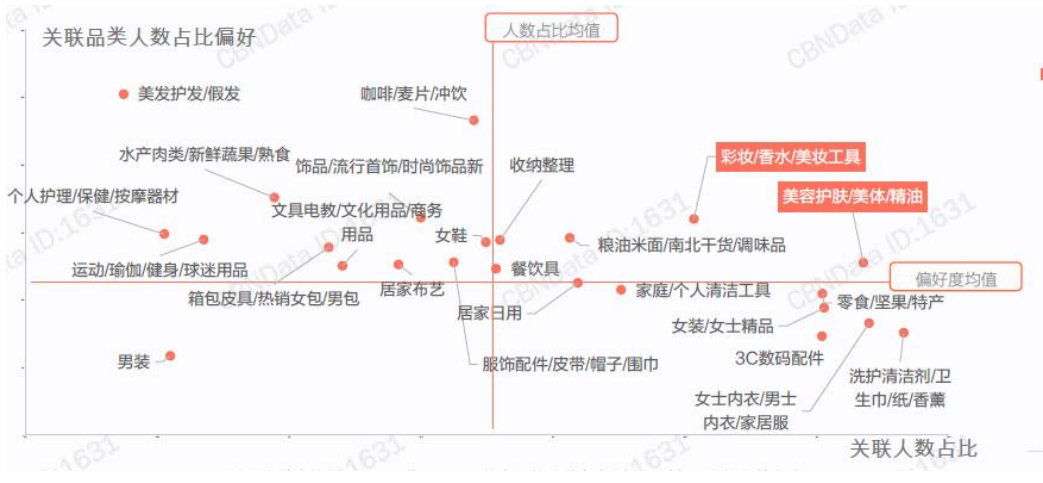 关联品类人数占比偏好
人数占比均值
美发护发/假发
咖啡/麦片/冲饮
水产肉类/新鲜蔬果/熟食
饰品/流行首饰/时尚饰品新
收纳整理
彩妆/香水/美妆工具
个人护理/保健/按摩器材
美容护肤/美体/精油
文具电教/文化用品/商务
用品
女鞋
粮油米面/南北干货/调味品
运动/瑜伽/健身/球迷用品
餐饮具
偏好度均值
箱包皮具/热销女包/男包
居家布艺
家庭/个人清洁工具
零食/坚果/特产
居家日用
女装/女士精品
男装
服饰配件/皮带/帽子/围巾
3C数码配件
洗护清洁剂/卫
生巾/纸/香薰
女士内衣/男士
内衣/家居服
关联人数占比
CBNData ID:1631